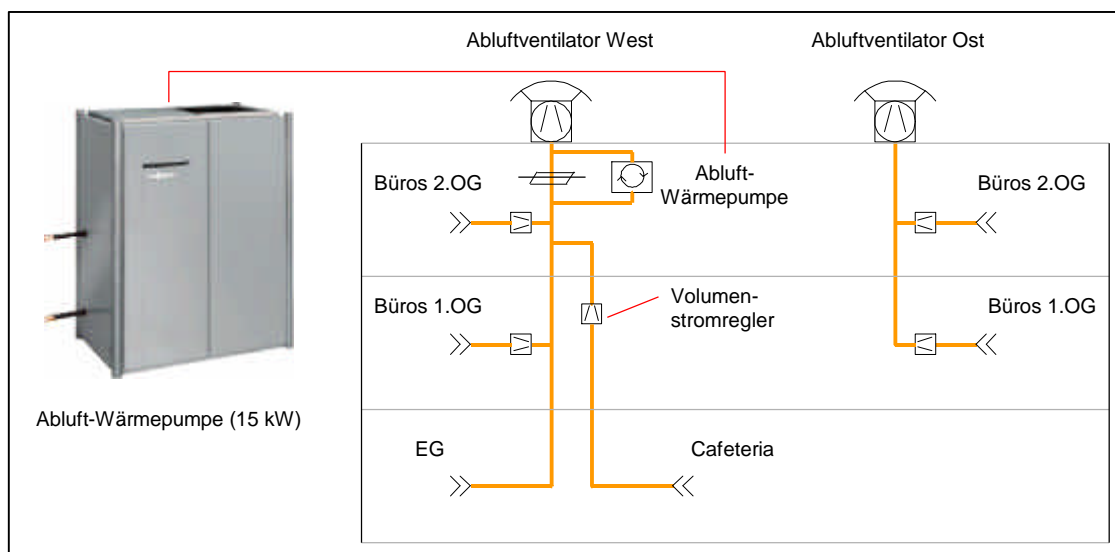 Abluftventilator West
Abluftventilator Ost
Büros 2.OG
Abluft-
Wärmepumpe
Büros 2.OG
Büros 1.OG
Volumen-
stromregler
Büros 1.OG
Abluft-Wärmepumpe (15 kW)
EG
Cafeteria